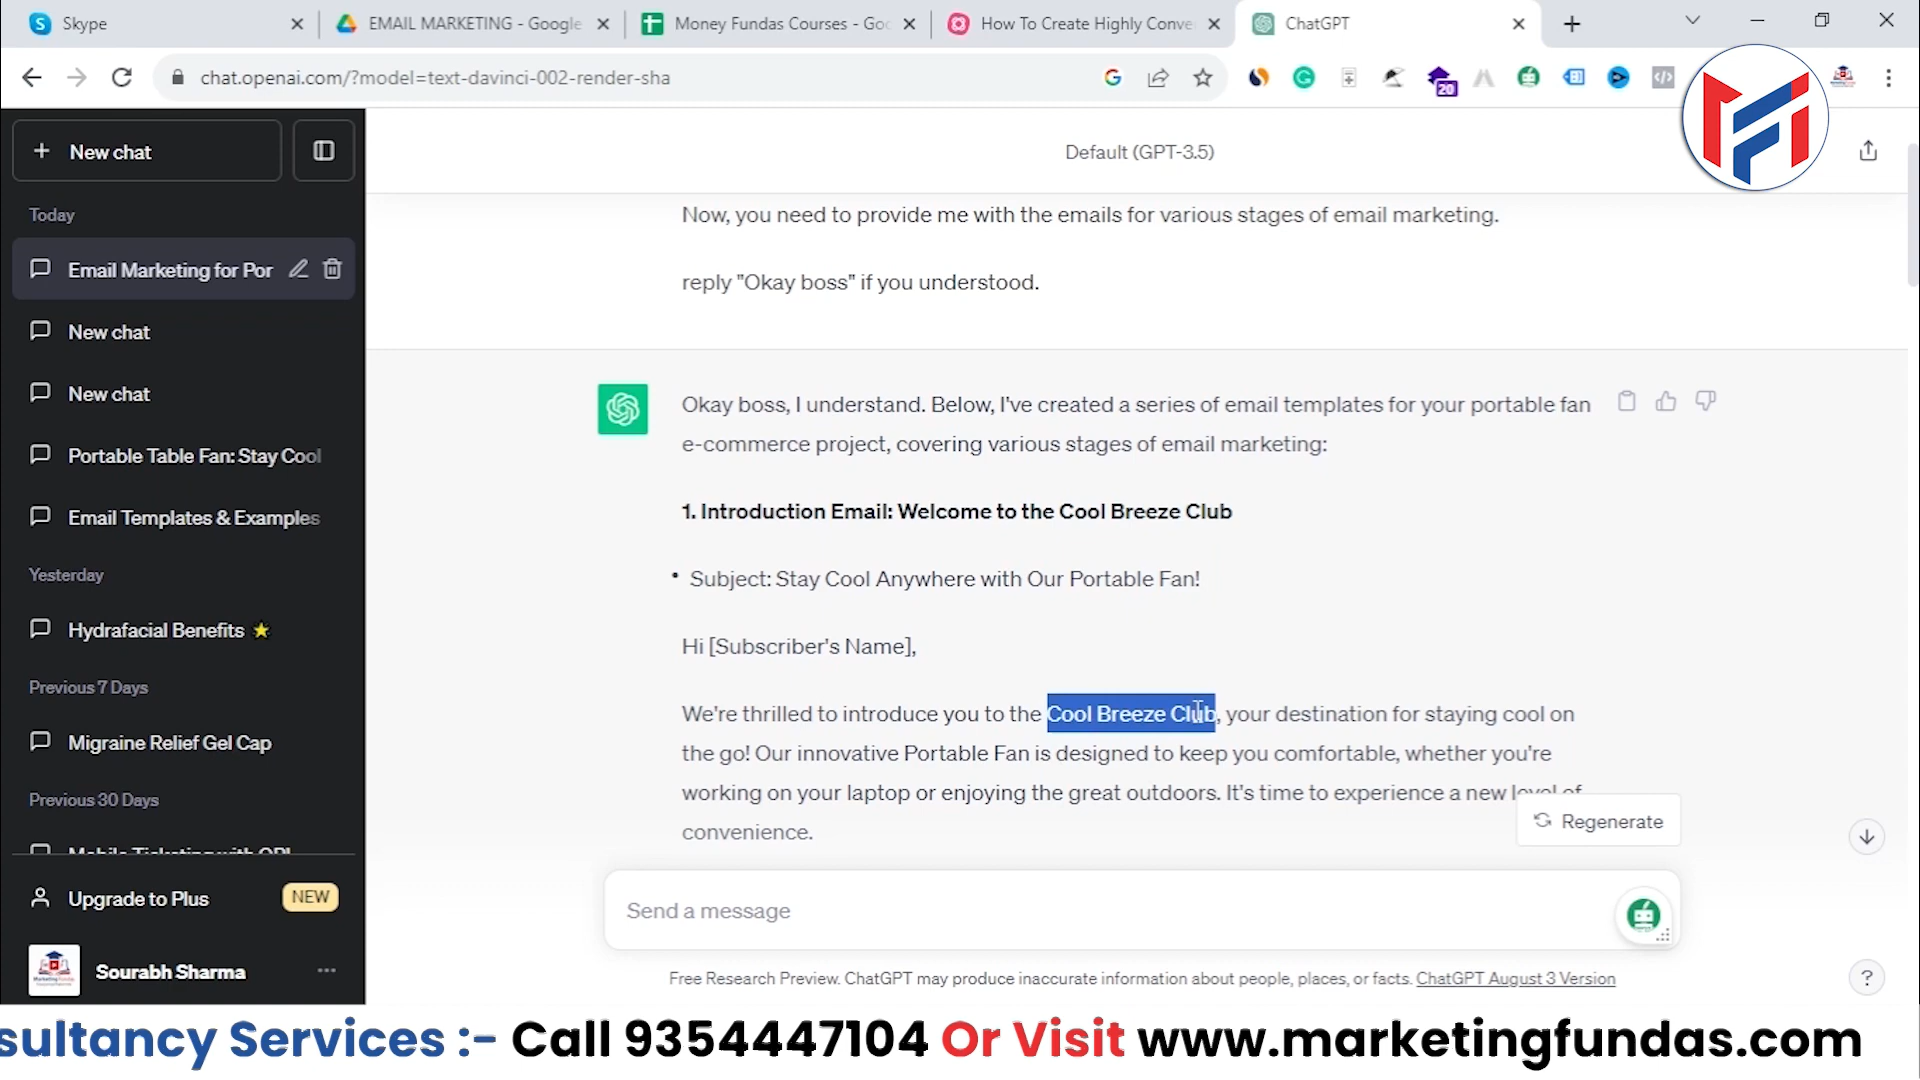 Skype
EMAIL MARKETING - Google
Money Fundas Courses - Goo
How To Create Highly Conve
ChatGPT
chat.openai.com/?model=text-davinci-002-render-sha
20
New chat
Default (GPT-3.5)
Today
Email Marketing for Por
New chat
New chat
Portable Table Fan: Stay Cool
Email Templates & Examples
Yesterday
Hydrafacial Benefits
Previous 7 Days
Migraine Relief Gel Cap
Previous 30 Days
Upgrade to Plus
NEW
Sourabh Sharma
Now, you need to provide me with the emails for various stages of email marketing.
reply "Okay boss" if you understood.
Okay boss, I understand. Below, I've created a series of email templates for your portable fan
e-commerce project, covering various stages of email marketing:
1. Introduction Email: Welcome to the Cool Breeze Club
• Subject: Stay Cool Anywhere with Our Portable Fan!
Hi [Subscriber's Name],
We're thrilled to introduce you to the Cool Breeze Club, your destination for staying cool on
the go! Our innovative Portable Fan is designed to keep you comfortable, whether you're
working on your laptop or enjoying the great outdoors. It's time to experience a new level of
convenience.
Regenerate
Send a message
Free Research Preview. ChatGPT may produce inaccurate information about people, places, or facts. ChatGPT August 3 Version
?
sultancy Services :- Call 9354447104 Or Visit www.marketingfundas.com